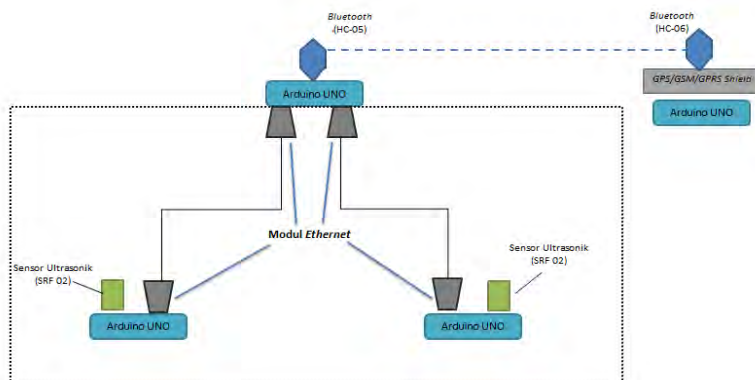 Bluetooth
(HC-05)
Bluetooth
(HC-06)
GPS/GSM/GPRS Shield
Arduino UNO
Arduino UNO
Modul Ethernet
Sensor Ultrasonik
(SRF 02)
Sensor Ultrasonik
(SRF 02)
Arduino UNO
Arduino UNO